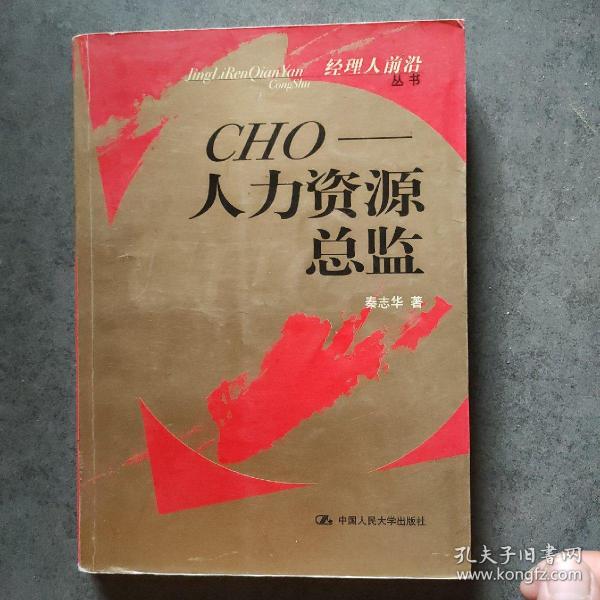 JingLiRenQianYan 经理人前沿
CongShu 丛书
CHO——
人力资源
总监
秦志华 著
中国人民大学出版社
孔夫子旧书网
www.kongfz.com